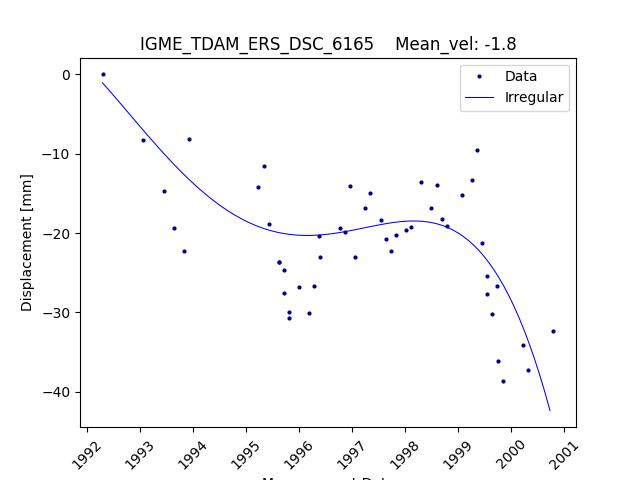 IGME_TDAM_ERS_DSC_6165    Mean_vel: -1.8
Data
Irregular
Displacement [mm]
0
−10
−20
−30
−40
1992 1993 1994 1995 1996 1997 1998 1999 2000 2001